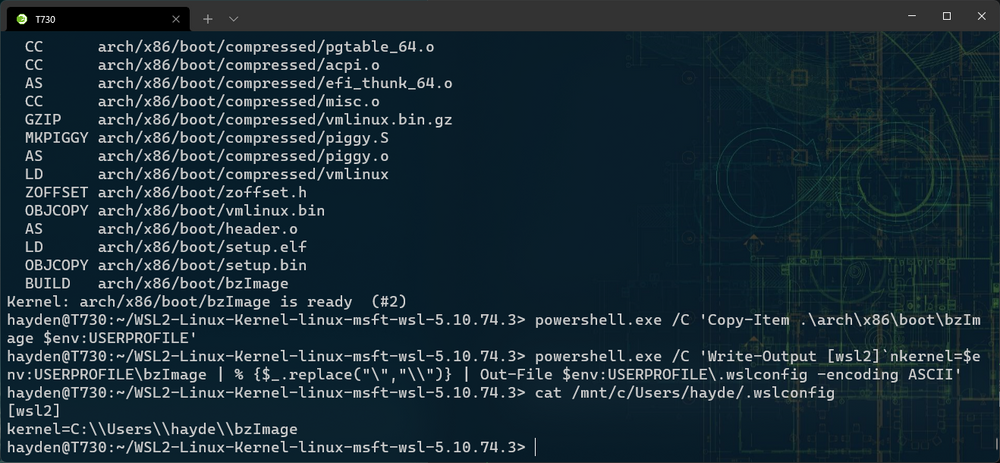 T730
CC arch/x86/boot/compressed/pgtable_64.o
CC arch/x86/boot/compressed/acpi.o
AS arch/x86/boot/compressed/efi_thunk_64.o
CC arch/x86/boot/compressed/misc.o
GZIP arch/x86/boot/compressed/vmlinux.bin.gz
MKPIGGY arch/x86/boot/compressed/piggy.S
AS arch/x86/boot/compressed/piggy.o
LD arch/x86/boot/compressed/vmlinux
ZOFFSET arch/x86/boot/zoffset.h
OBJCOPY arch/x86/boot/vmlinux.bin
AS arch/x86/boot/header.o
LD arch/x86/boot/setup.elf
OBJCOPY arch/x86/boot/setup.bin
BUILD arch/x86/boot/bzImage
Kernel: arch/x86/boot/bzImage is ready (#2)
hayden@T730:~/WSL2-Linux-Kernel-linux-msft-wsl-5.10.74.3> powershell.exe /C 'Copy-Item .\arch\x86\boot\bzIm
age $env:USERPROFILE'
hayden@T730:~/WSL2-Linux-Kernel-linux-msft-wsl-5.10.74.3> powershell.exe /C 'Write-Output [wsl2]`nkernel=$e
nv:USERPROFILE\bzImage | % {$_.replace("\","\\")} | Out-File $env:USERPROFILE\.wslconfig -encoding ASCII'
hayden@T730:~/WSL2-Linux-Kernel-linux-msft-wsl-5.10.74.3> cat /mnt/c/Users/hayde/.wslconfig
[wsl2]
kernel=C:\\Users\\hayde\\bzImage
hayden@T730:~/WSL2-Linux-Kernel-linux-msft-wsl-5.10.74.3>